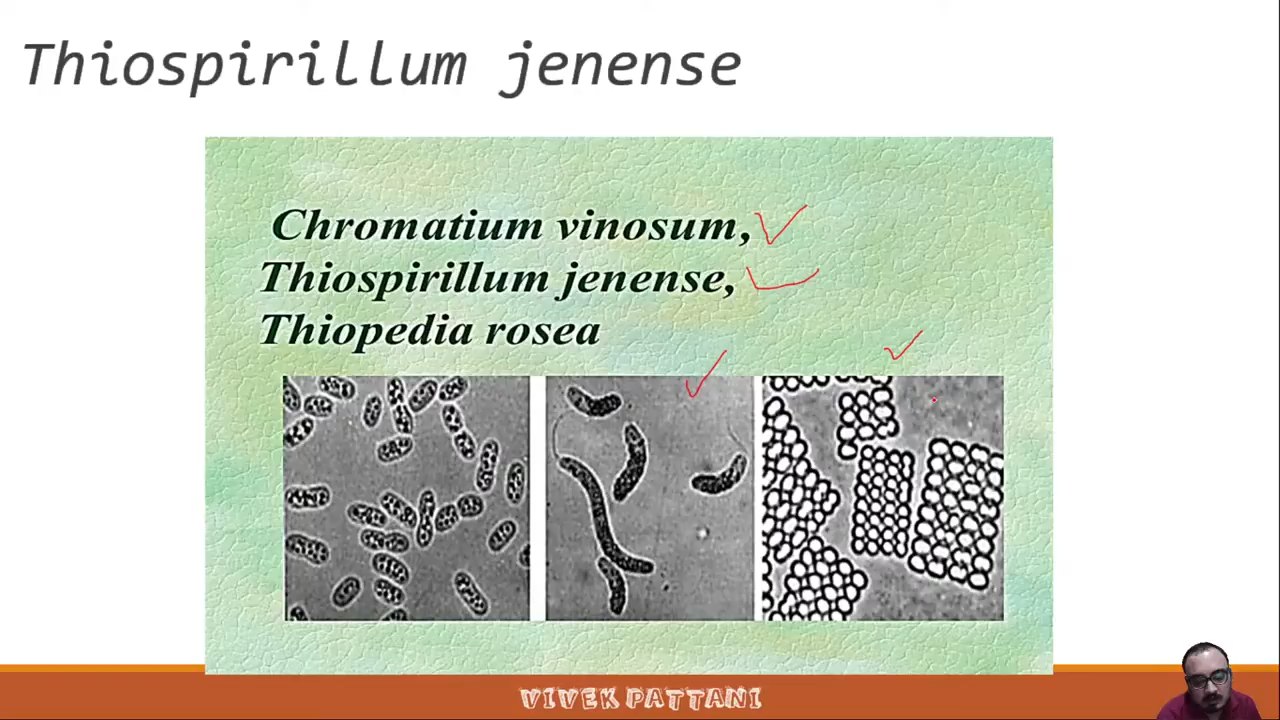 Thiospirillum jenense
Chromatium vinosum,
Thiospirillum jenense,
Thiopedia rosea
VIVEK PATTANI